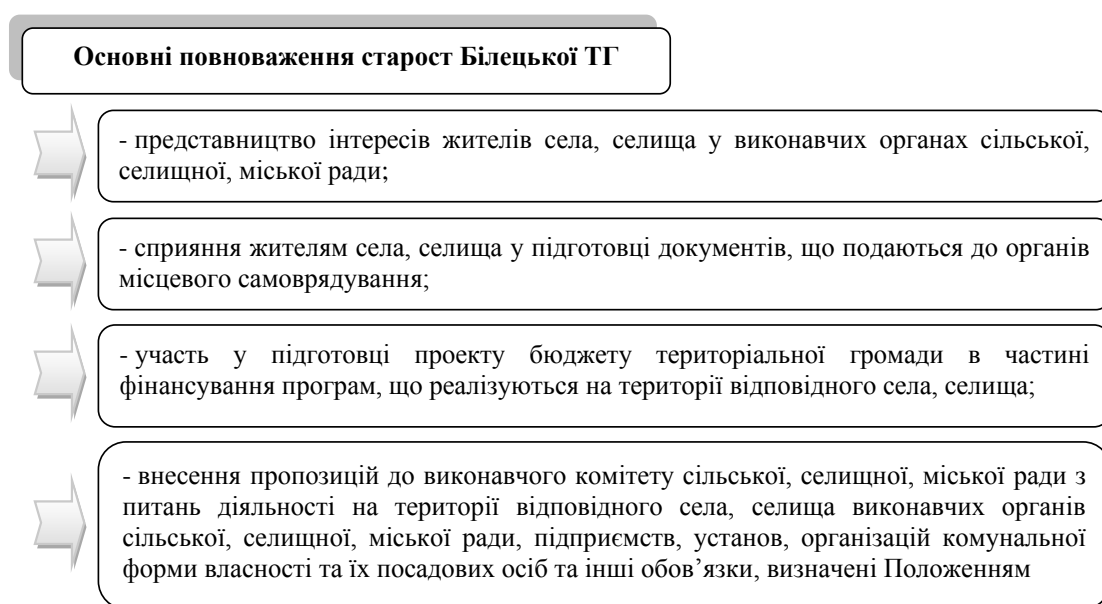 Основні повноваження старост Білецької ТГ
- представництво інтересів жителів села, селища у виконавчих органах сільської,
селищної, міської ради;
- сприяння жителям села, селища у підготовці документів, що подаються до органів
місцевого самоврядування;
- участь у підготовці проекту бюджету територіальної громади в частині
фінансування програм, що реалізуються на території відповідного села, селища;
- внесення пропозицій до виконавчого комітету сільської, селищної, міської ради з
питань діяльності на території відповідного села, селища виконавчих органів
сільської, селищної, міської ради, підприємств, установ, організацій комунальної
форми власності та їх посадових осіб та інші обов’язки, визначені Положенням